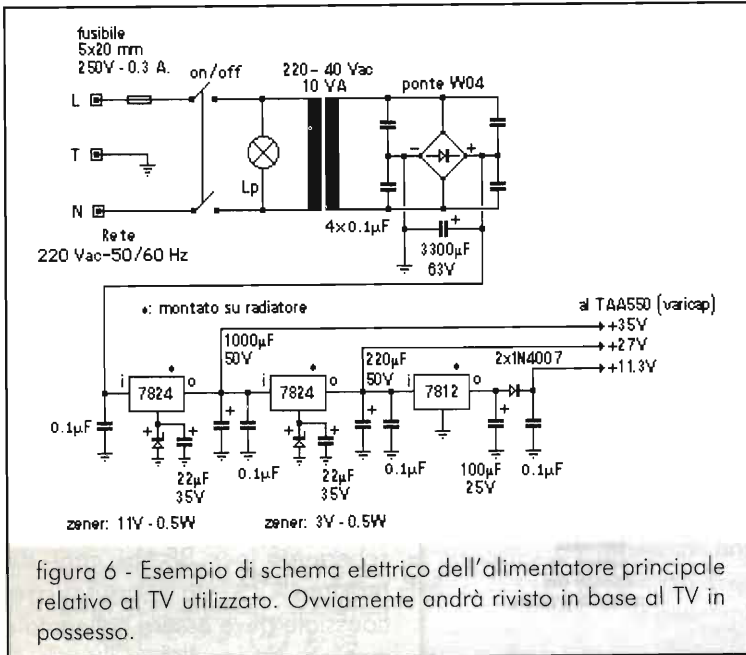 fusibile
5x20 mm
250V - 0.3 A.
on/off
220 - 40 Vac
10 VA
ponte W04
L
T
N
Lp
- +
Rete
220 Vac-50/60 Hz
4x0.1µF
+
3300µF
63V
*: montato su radiatore
al TAA550 (varicap)
+35V
+27V
+11.3V
1000µF
50V
220µF
50V
2x1N4007
i 7824 o
*
i 7824 o
*
i 7812 o
*
0.1µF
+ +
22µF
35V
+
0.1µF
+ +
22µF
35V
+
0.1µF
+
100µF
25V
0.1µF
zener: 11V - 0.5W
zener: 3V - 0.5W
figura 6 - Esempio di schema elettrico dell'alimentatore principale
relativo al TV utilizzato. Ovviamente andrà rivisto in base al TV in
possesso.